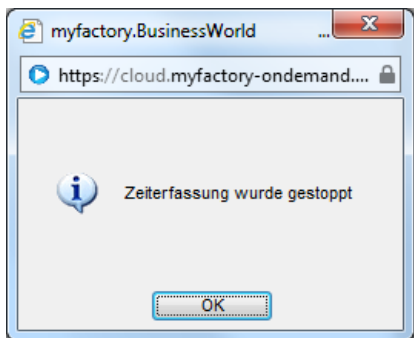 myfactory.BusinessWorld ...
https://cloud.myfactory-ondemand....
Zeiterfassung wurde gestoppt
OK